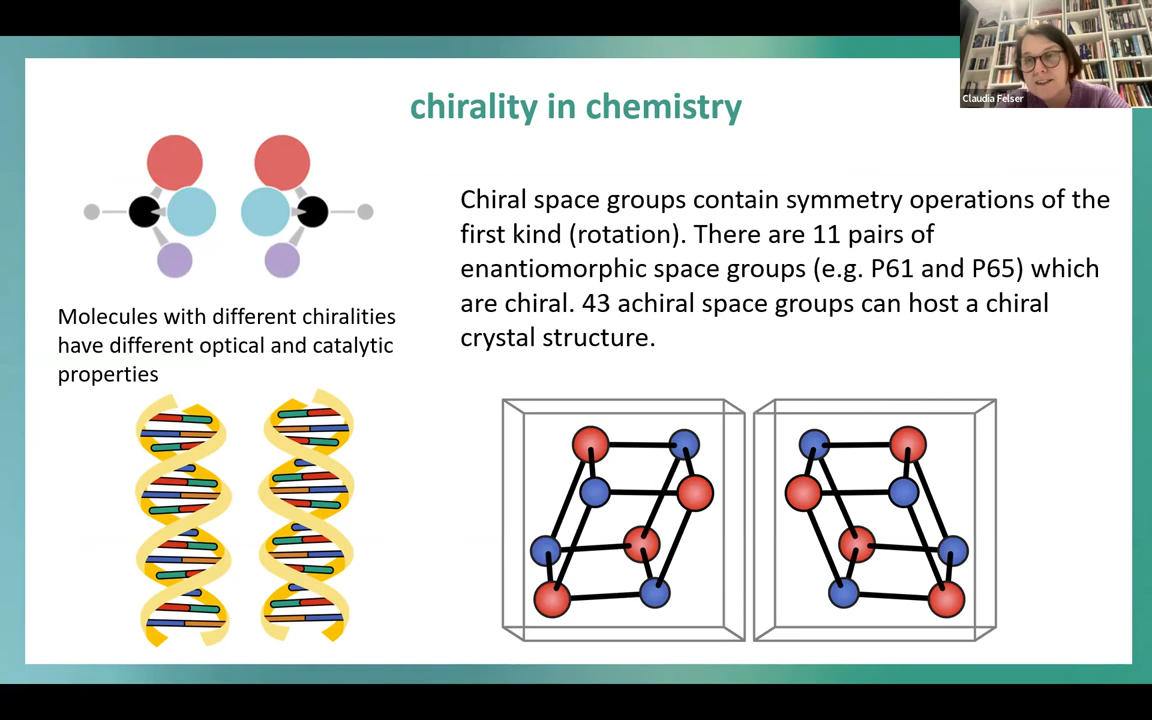 Claudia Felser
chirality in chemistry
Chiral space groups contain symmetry operations of the
first kind (rotation). There are 11 pairs of
enantiomorphic space groups (e.g. P61 and P65) which
are chiral. 43 achiral space groups can host a chiral
crystal structure.
Molecules with different chiralities
have different optical and catalytic
properties